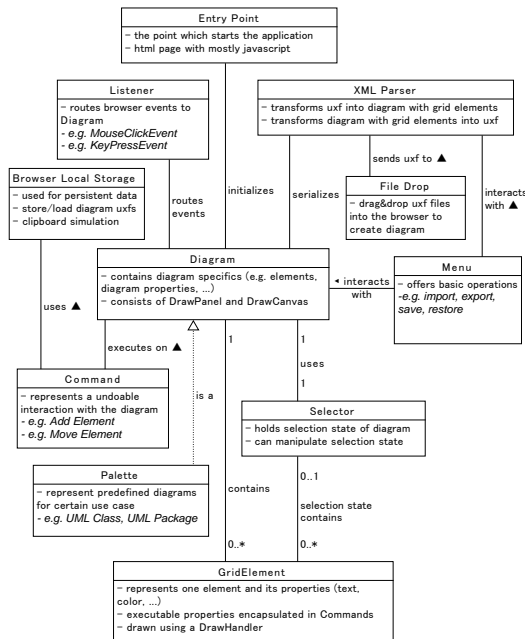 Entry Point
- the point which starts the application
- html page with mostly javascript
Listener
- routes browser events to
Diagram
- e.g. MouseClickEvent
- e.g. KeyPressEvent
XML Parser
- transforms uxf into diagram with grid elements
- transforms diagram with grid elements into uxf
sends uxf to ▲
File Drop
- drag&drop uxf files
into the browser to
create diagram
interacts
with ▲
Browser Local Storage
- used for persistent data
- store/load diagram uxfs
- clipboard simulation
routes
events
initializes
serializes
Diagram
- contains diagram specifics (e.g. elements,
diagram properties, ...)
- consists of DrawPanel and DrawCanvas
◂ interacts
with
Menu
- offers basic operations
-e.g. import, export,
save, restore
uses ▲
executes on ▲
1
1
uses
1
is a
Command
- represents a undoable
interaction with the diagram
- e.g. Add Element
- e.g. Move Element
Selector
- holds selection state of diagram
- can manipulate selection state
Palette
- represent predefined diagrams
for certain use case
- e.g. UML Class, UML Package
contains
0..1
selection state
contains
0..*
0..*
GridElement
- represents one element and its properties (text,
color, ...)
- executable properties encapsulated in Commands
- drawn using a DrawHandler